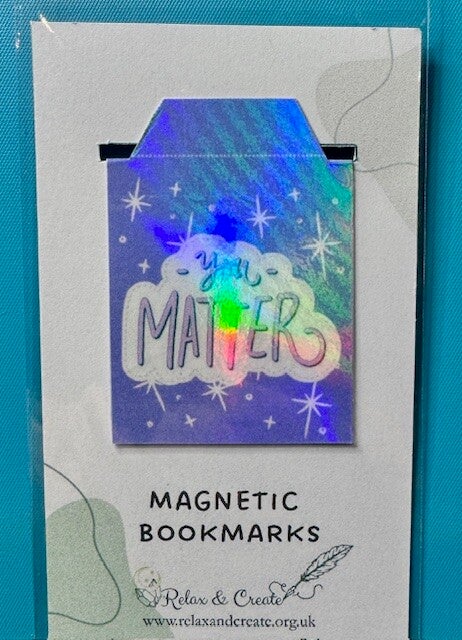 -you-
MATTER
MAGNETIC
BOOKMARKS
Relax & Create
www.relaxandcreate.org.uk